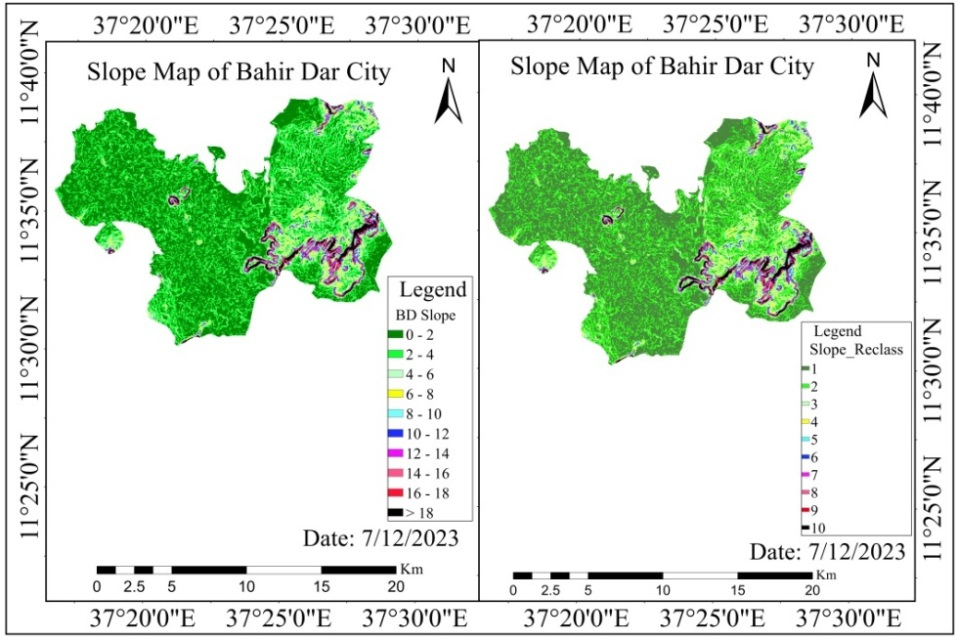 37°20'0"E 37°25'0"E 37°30'0"E 37°20'0"E 37°25'0"E 37°30'0"E
Slope Map of Bahir Dar City
N
11°40'0"N
11°35'0"N
11°30'0"N
11°25'0"N
Legend
BD Slope
0 - 2
2 - 4
4 - 6
6 - 8
8 - 10
10 - 12
12 - 14
14 - 16
16 - 18
> 18
Date: 7/12/2023
Km
0 2.5 5 10 15 20
37°20'0"E 37°25'0"E 37°30'0"E
Slope Map of Bahir Dar City
N
11°40'0"N
11°35'0"N
11°30'0"N
11°25'0"N
Legend
Slope_Reclass
1
2
3
4
5
6
7
8
9
10
Date: 7/12/2023
Km
0 2.5 5 10 15 20
37°20'0"E 37°25'0"E 37°30'0"E